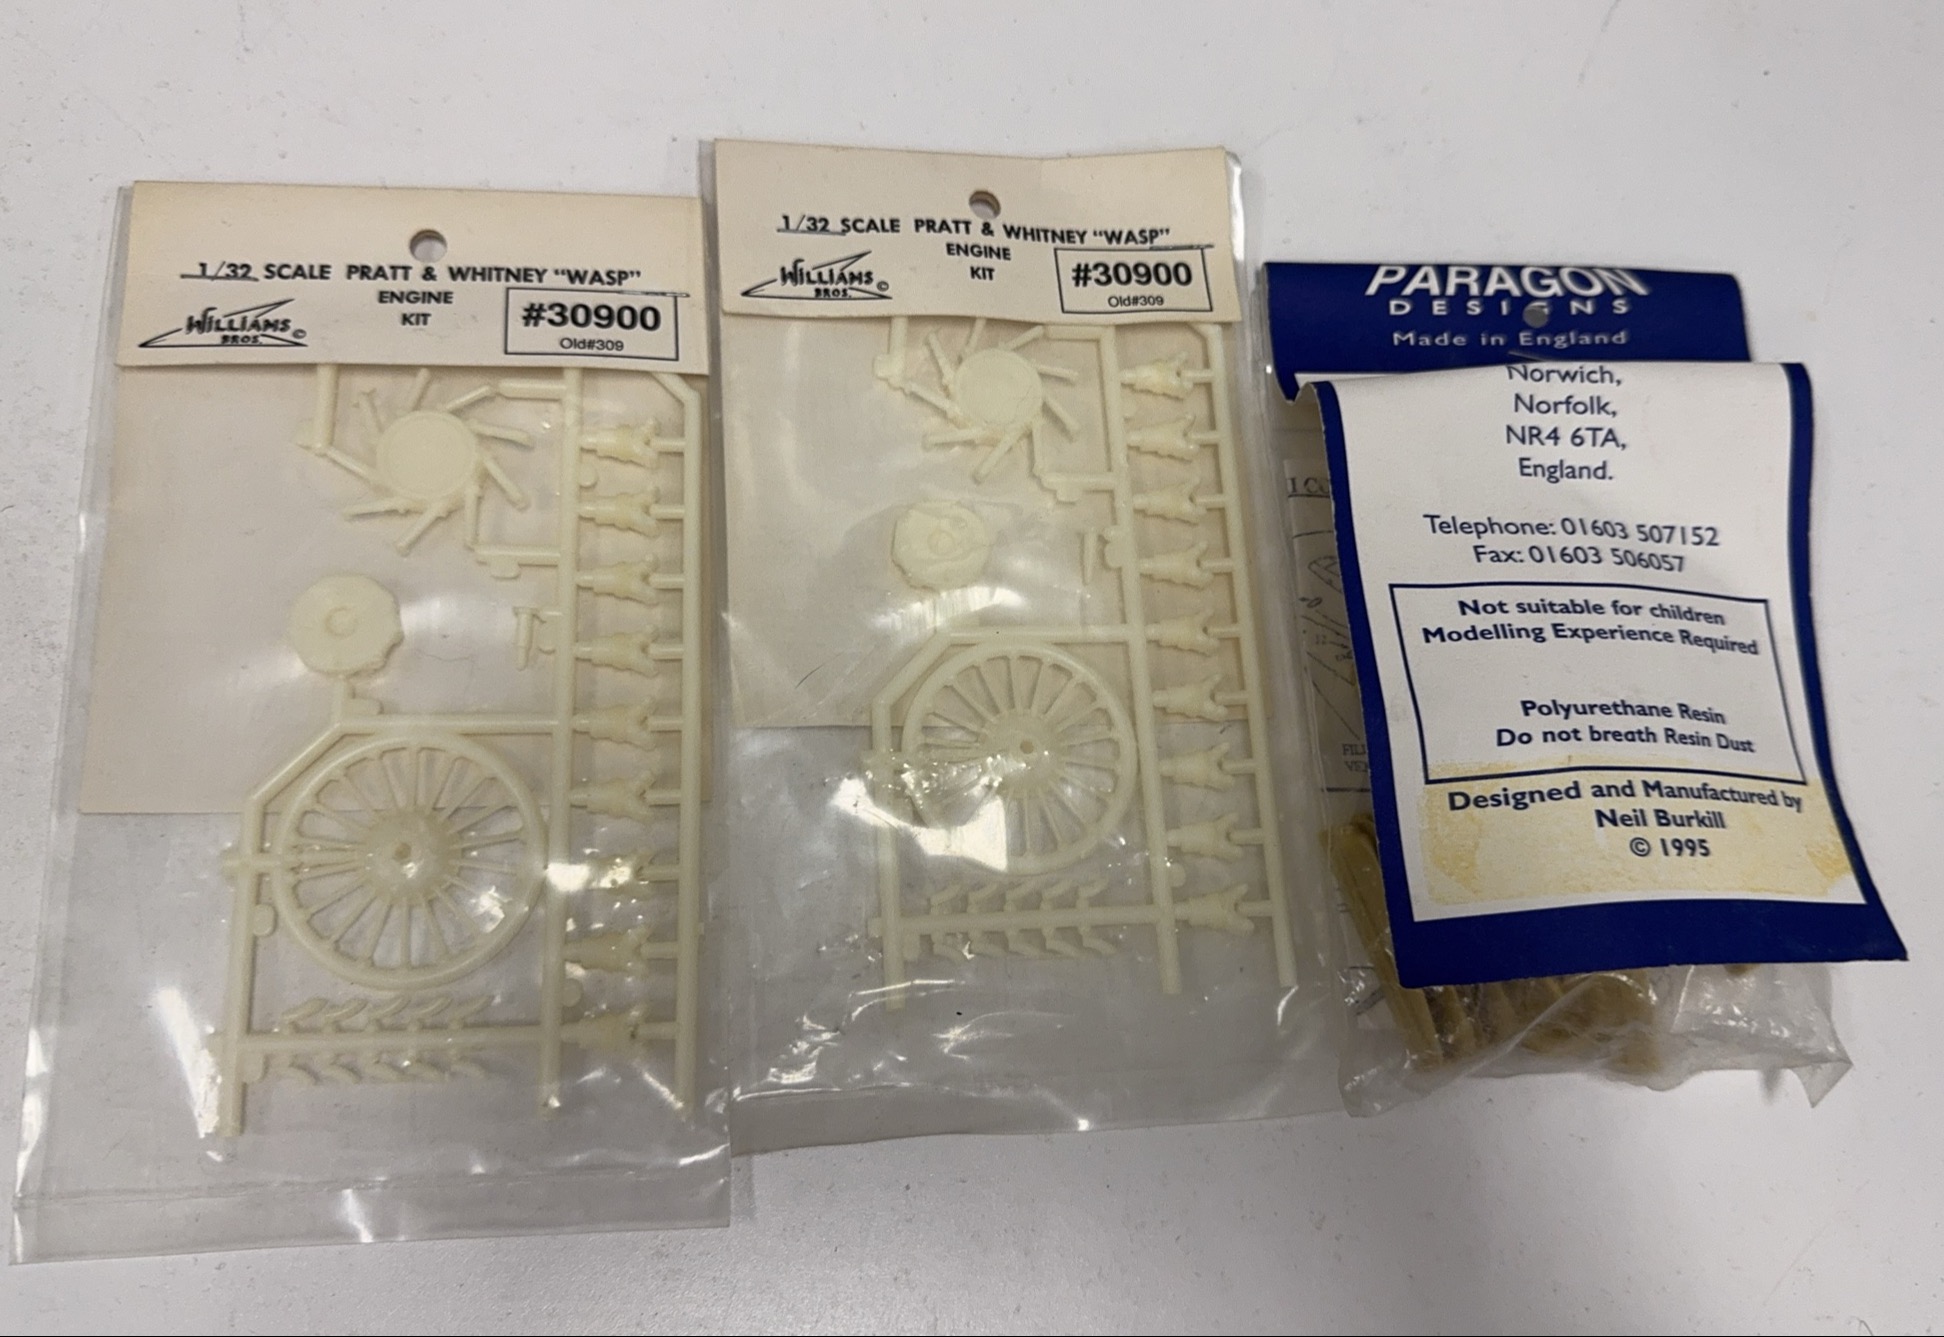 1/32 SCALE PRATT & WHITNEY "WASP"
ENGINE
KIT
WILLIAMS ©
BROS.
#30900
Old#309
1/32 SCALE PRATT & WHITNEY "WASP"
ENGINE
KIT
WILLIAMS ©
BROS.
#30900
Old#309
PARAGON
DESIGNS
Made in England
Norwich,
Norfolk,
NR4 6TA,
England.
Telephone: 01603 507152
Fax: 01603 506057
Not suitable for children
Modelling Experience Required
Polyurethane Resin
Do not breath Resin Dust
Designed and Manufactured by
Neil Burkill
© 1995